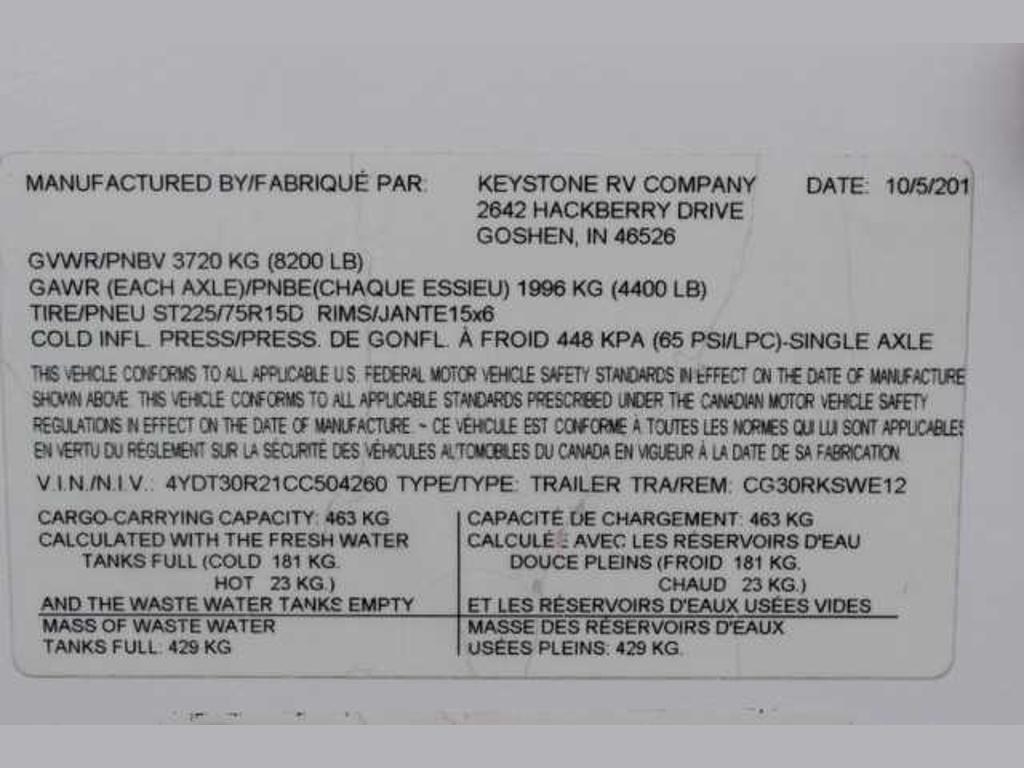 MANUFACTURED BY/FABRIQUÉ PAR: KEYSTONE RV COMPANY DATE: 10/5/201
2642 HACKBERRY DRIVE
GOSHEN, IN 46526
GVWR/PNBV 3720 KG (8200 LB)
GAWR (EACH AXLE)/PNBE(CHAQUE ESSIEU) 1996 KG (4400 LB)
TIRE/PNEU ST225/75R15D RIMS/JANTE15x6
COLD INFL. PRESS/PRESS. DE GONFL. À FROID 448 KPA (65 PSI/LPC)-SINGLE AXLE
THIS VEHICLE CONFORMS TO ALL APPLICABLE U.S. FEDERAL MOTOR VEHICLE SAFETY STANDARDS IN EFFECT ON THE DATE OF MANUFACTURE
SHOWN ABOVE. THIS VEHICLE CONFORMS TO ALL APPLICABLE STANDARDS PRESCRIBED UNDER THE CANADIAN MOTOR VEHICLE SAFETY
REGULATIONS IN EFFECT ON THE DATE OF MANUFACTURE. ~ CE VÉHICULE EST CONFORME À TOUTES LES NORMES QUI LUI SONT APPLICABLES
EN VERTU DU RÈGLEMENT SUR LA SÉCURITÉ DES VÉHICULES AUTOMOBILES DU CANADA EN VIGUEUR À LA DATE DE SA FABRICATION.
V.I.N./N.I.V.: 4YDT30R21CC504260 TYPE/TYPE: TRAILER TRA/REM: CG30RKSWE12
CARGO-CARRYING CAPACITY: 463 KG
CALCULATED WITH THE FRESH WATER
TANKS FULL (COLD 181 KG.
HOT 23 KG.)
AND THE WASTE WATER TANKS EMPTY
MASS OF WASTE WATER
TANKS FULL: 429 KG
CAPACITÉ DE CHARGEMENT: 463 KG
CALCULÉE AVEC LES RÉSERVOIRS D'EAU
DOUCE PLEINS (FROID 181 KG.
CHAUD 23 KG.)
ET LES RÉSERVOIRS D'EAUX USÉES VIDES
MASSE DES RÉSERVOIRS D'EAUX
USÉES PLEINS: 429 KG.